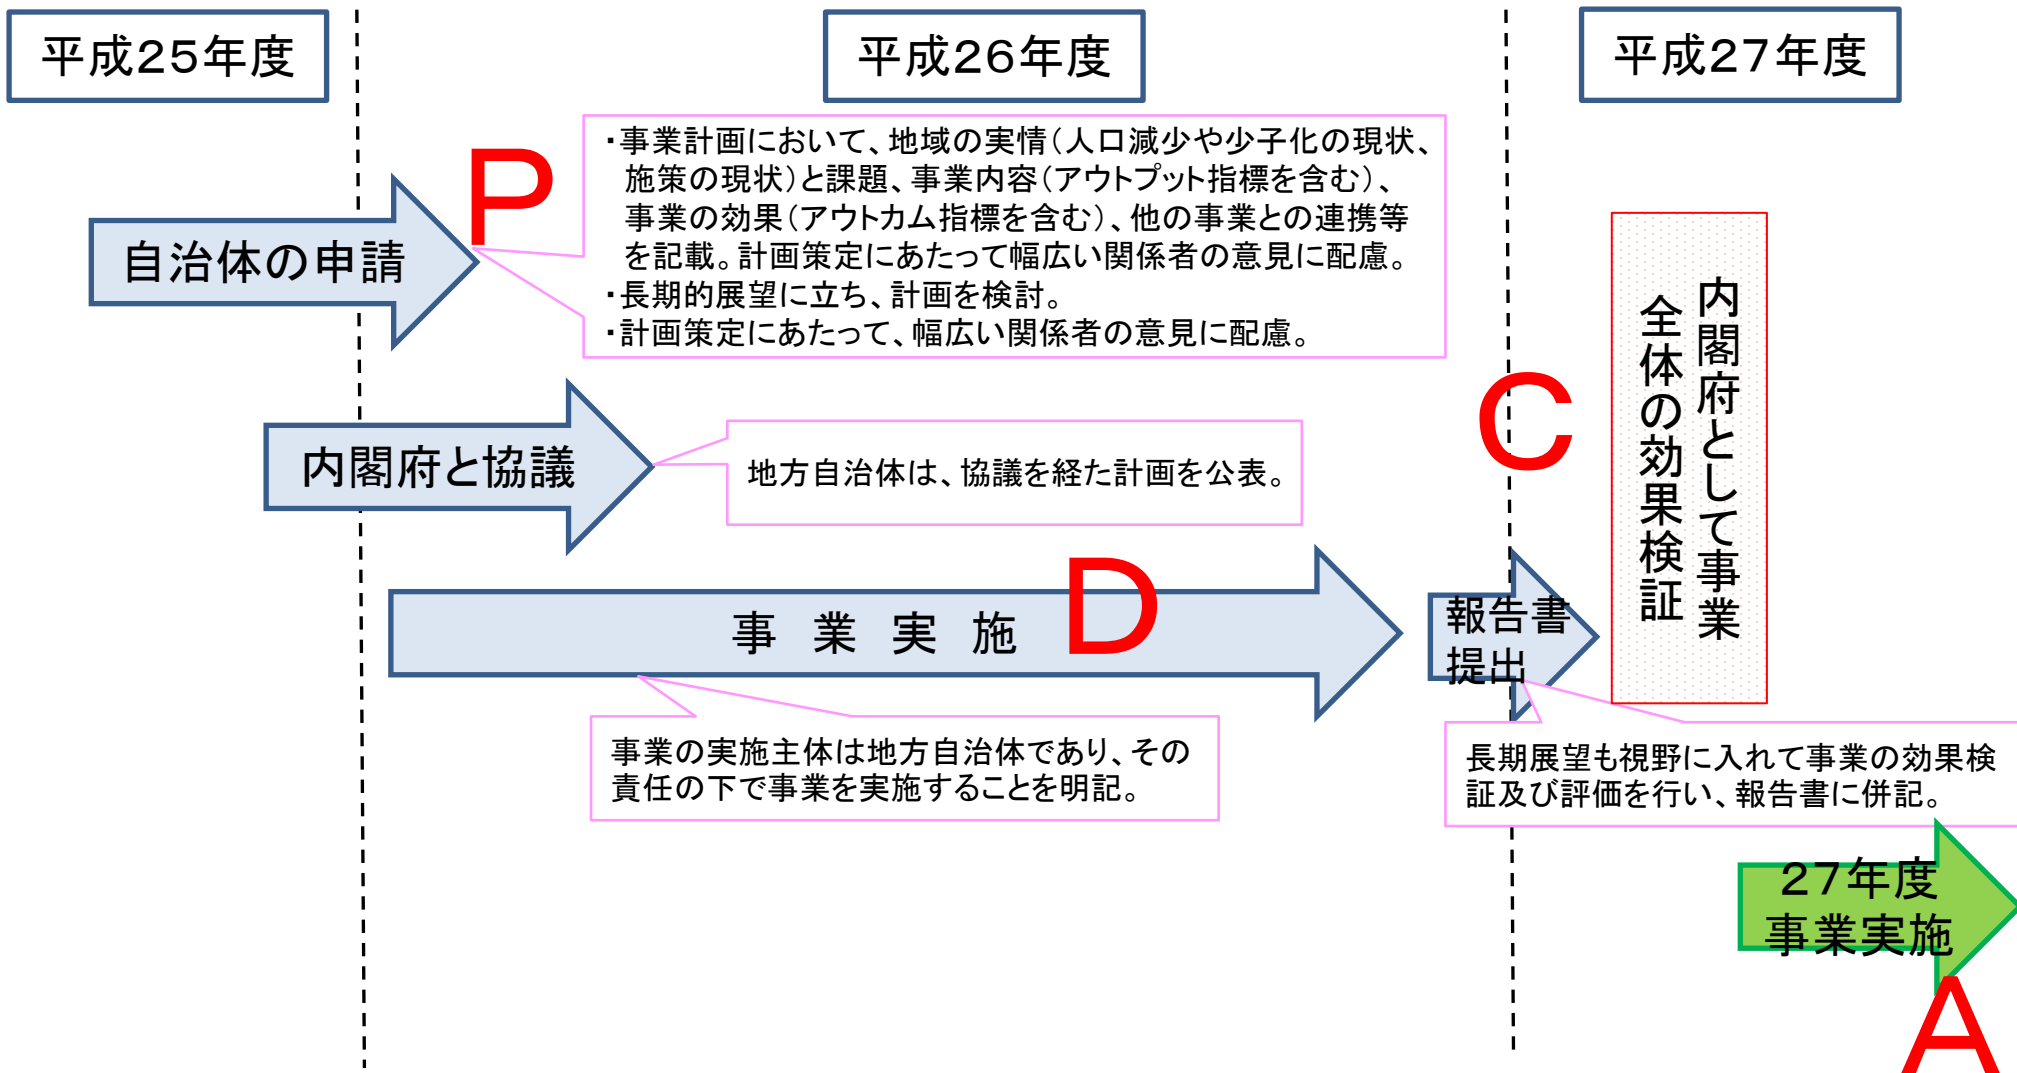 平成25年度
平成26年度
平成27年度
P
・事業計画において、地域の実情（人口減少や少子化の現状、
施策の現状）と課題、事業内容（アウトプット指標を含む）、
事業の効果（アウトカム指標を含む）、他の事業との連携等
を記載。計画策定にあたって幅広い関係者の意見に配慮。
・長期的展望に立ち、計画を検討。
・計画策定にあたって、幅広い関係者の意見に配慮。
自治体の申請
内閣府と協議
地方自治体は、協議を経た計画を公表。
C
内閣府として事業
全体の効果検証
事　業　実　施
D
報告書
提出
事業の実施主体は地方自治体であり、その
責任の下で事業を実施することを明記。
長期展望も視野に入れて事業の効果検
証及び評価を行い、報告書に併記。
27年度
事業実施
A